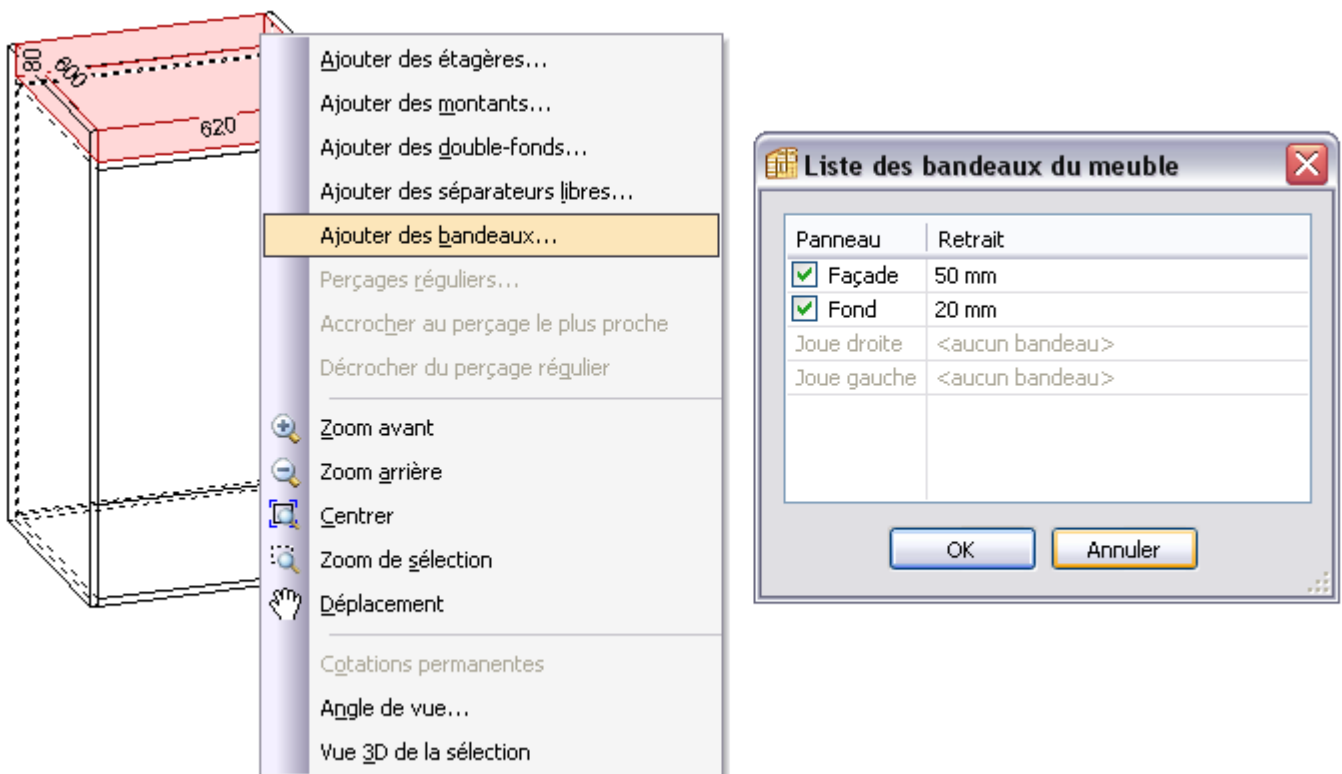 80
600
620
Ajouter des étagères...
Ajouter des montants...
Ajouter des double-fonds...
Ajouter des séparateurs libres...
Ajouter des bandeaux...
Perçages réguliers...
Accrocher au perçage le plus proche
Décrocher du perçage régulier
Zoom avant
Zoom arrière
Centrer
Zoom de sélection
Déplacement
Cotations permanentes
Angle de vue...
Vue 3D de la sélection
Liste des bandeaux du meuble
Panneau Retrait
Façade 50 mm
Fond 20 mm
Joue droite <aucun bandeau>
Joue gauche <aucun bandeau>
OK Annuler